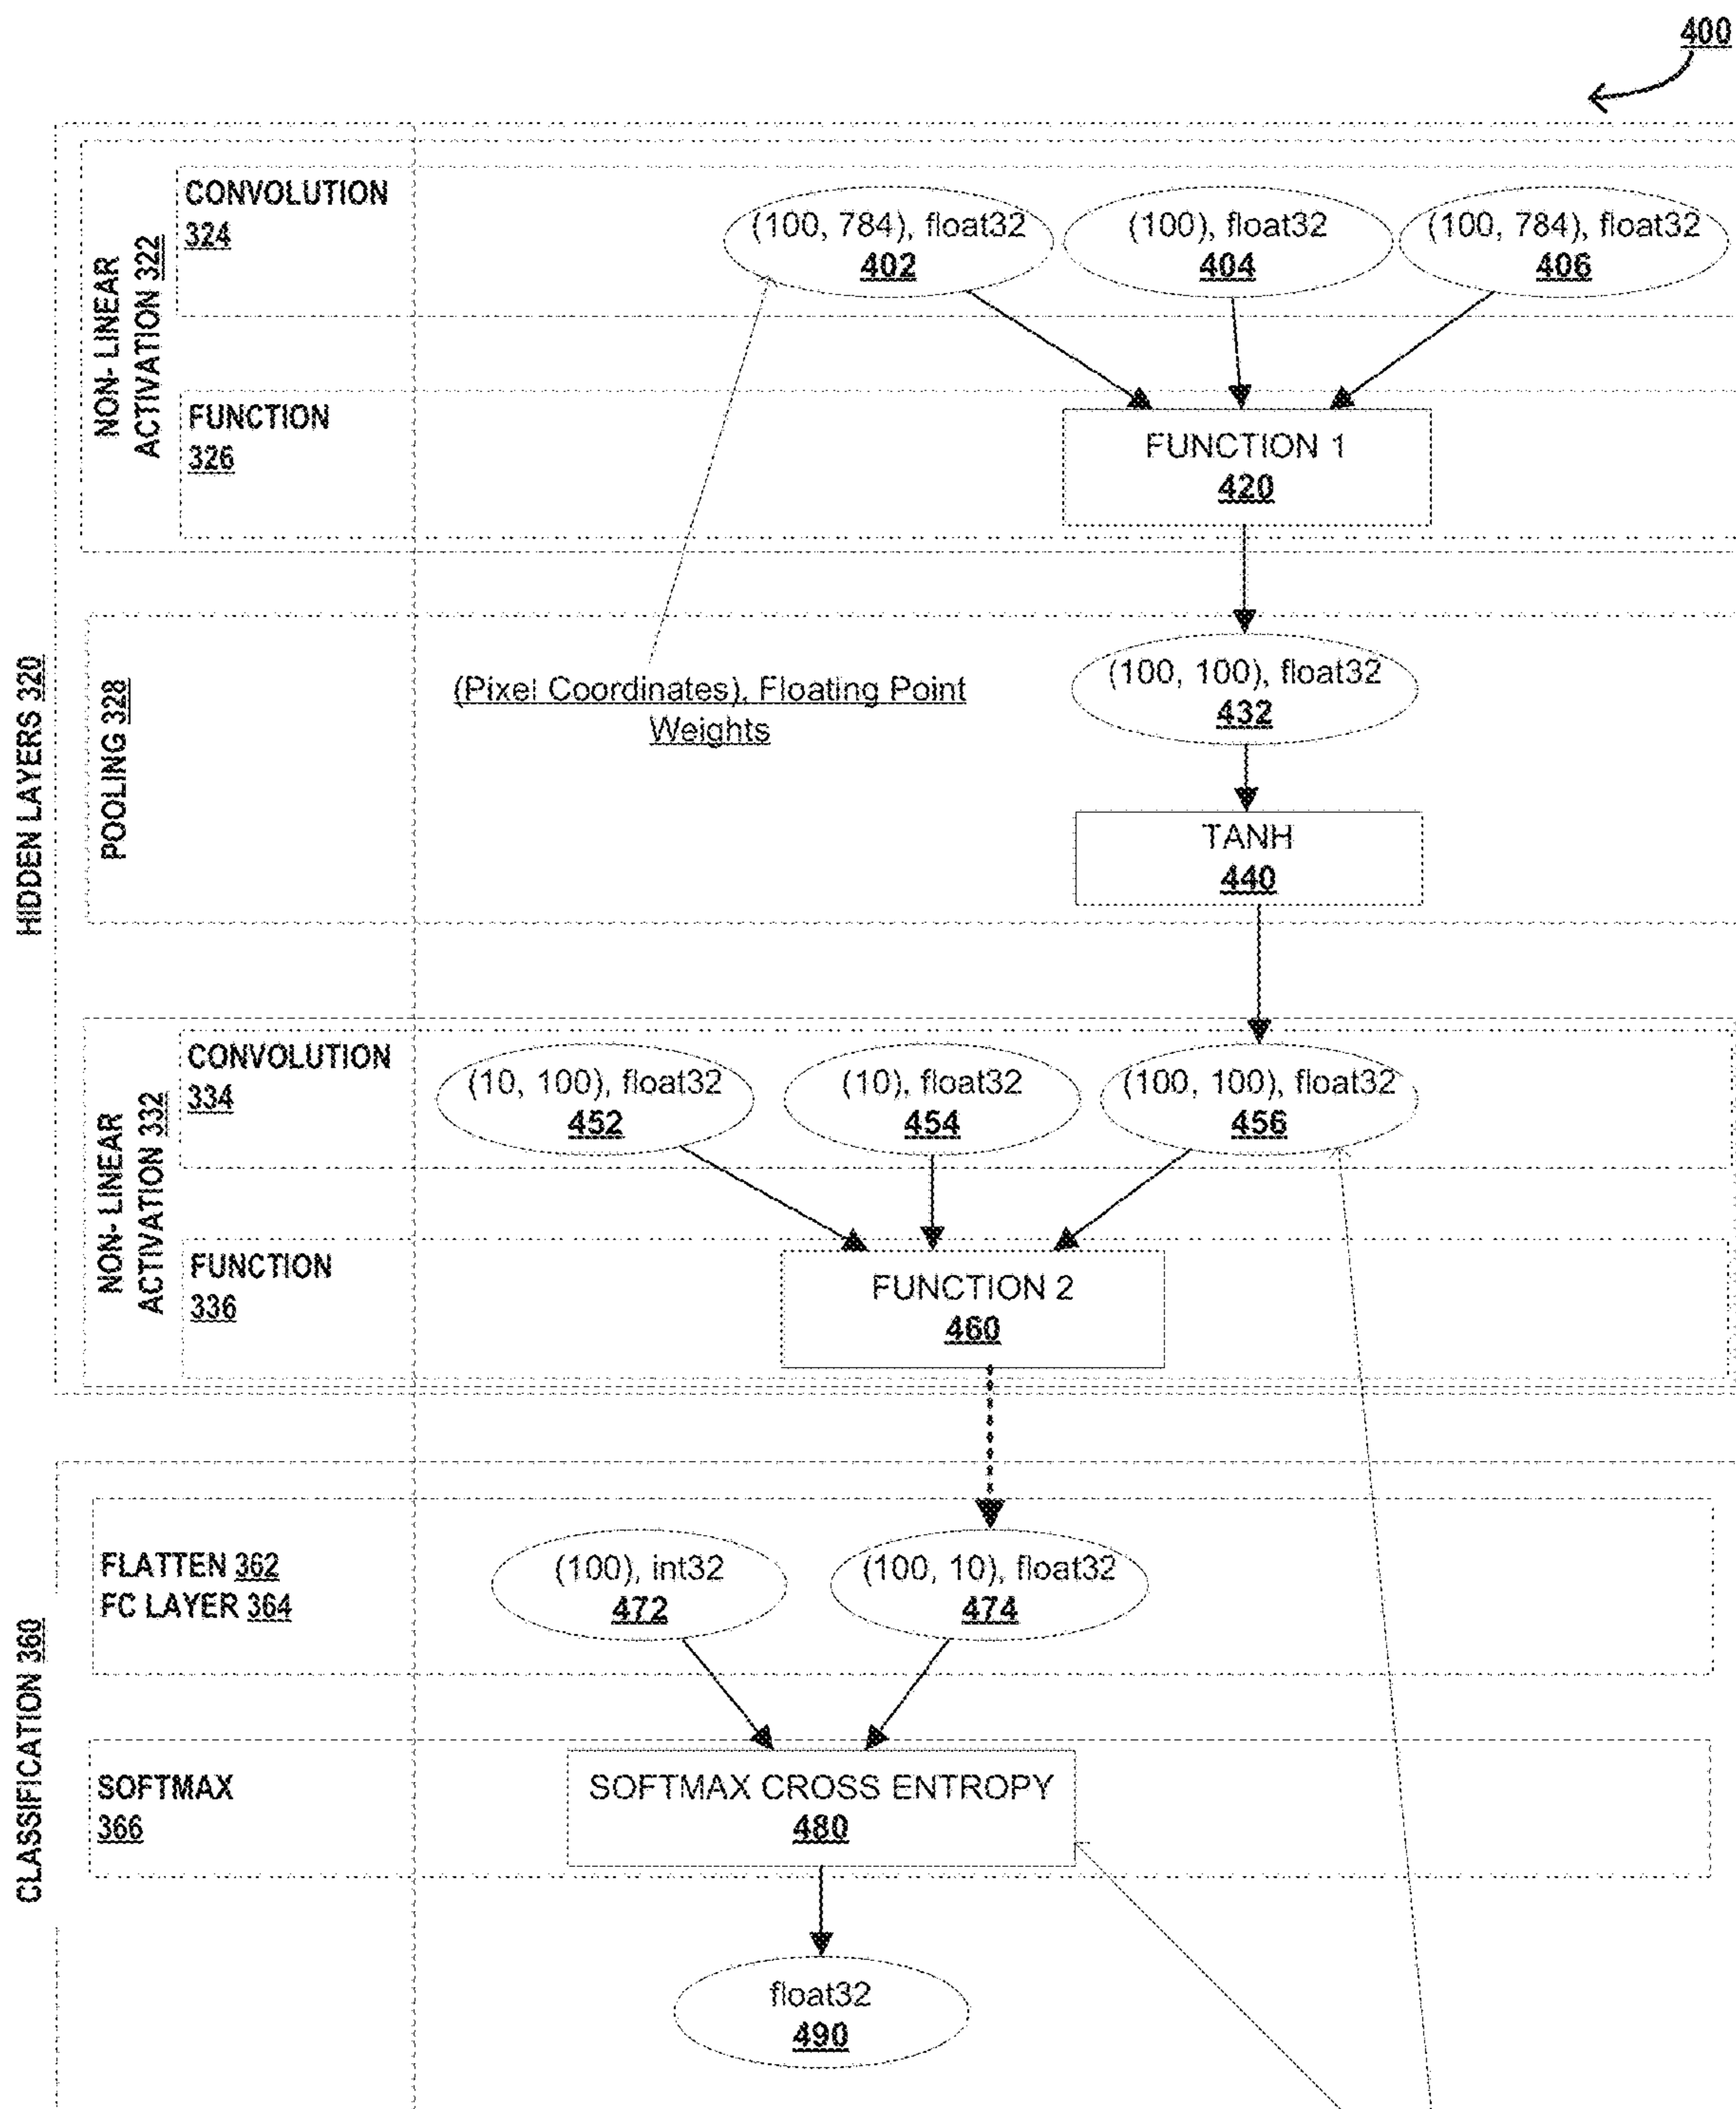 400
HIDDEN LAYERS 320
NON- LINEAR
ACTIVATION 322
CONVOLUTION
324
(100, 784), float32
402
(100), float32
404
(100, 784), float32
406
FUNCTION
326
FUNCTION 1
420
POOLING 328
(Pixel Coordinates), Floating Point
Weights
(100, 100), float32
432
TANH
440
NON- LINEAR
ACTIVATION 332
CONVOLUTION
334
(10, 100), float32
452
(10), float32
454
(100, 100), float32
456
FUNCTION
336
FUNCTION 2
460
CLASSIFICATION 360
FLATTEN 362
FC LAYER 364
(100), int32
472
(100, 10), float32
474
SOFTMAX
366
SOFTMAX CROSS ENTROPY
480
float32
490